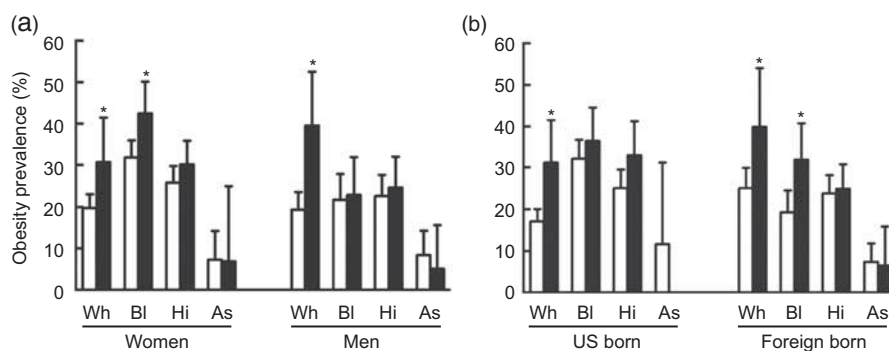 (a)
Obesity prevalence (%)
60
50
40
30
20
10
0
* * *
Wh Bl Hi As Wh Bl Hi As
Women Men
(b)
60
50
40
30
20
10
0
* * *
Wh Bl Hi As Wh Bl Hi As
US born Foreign born